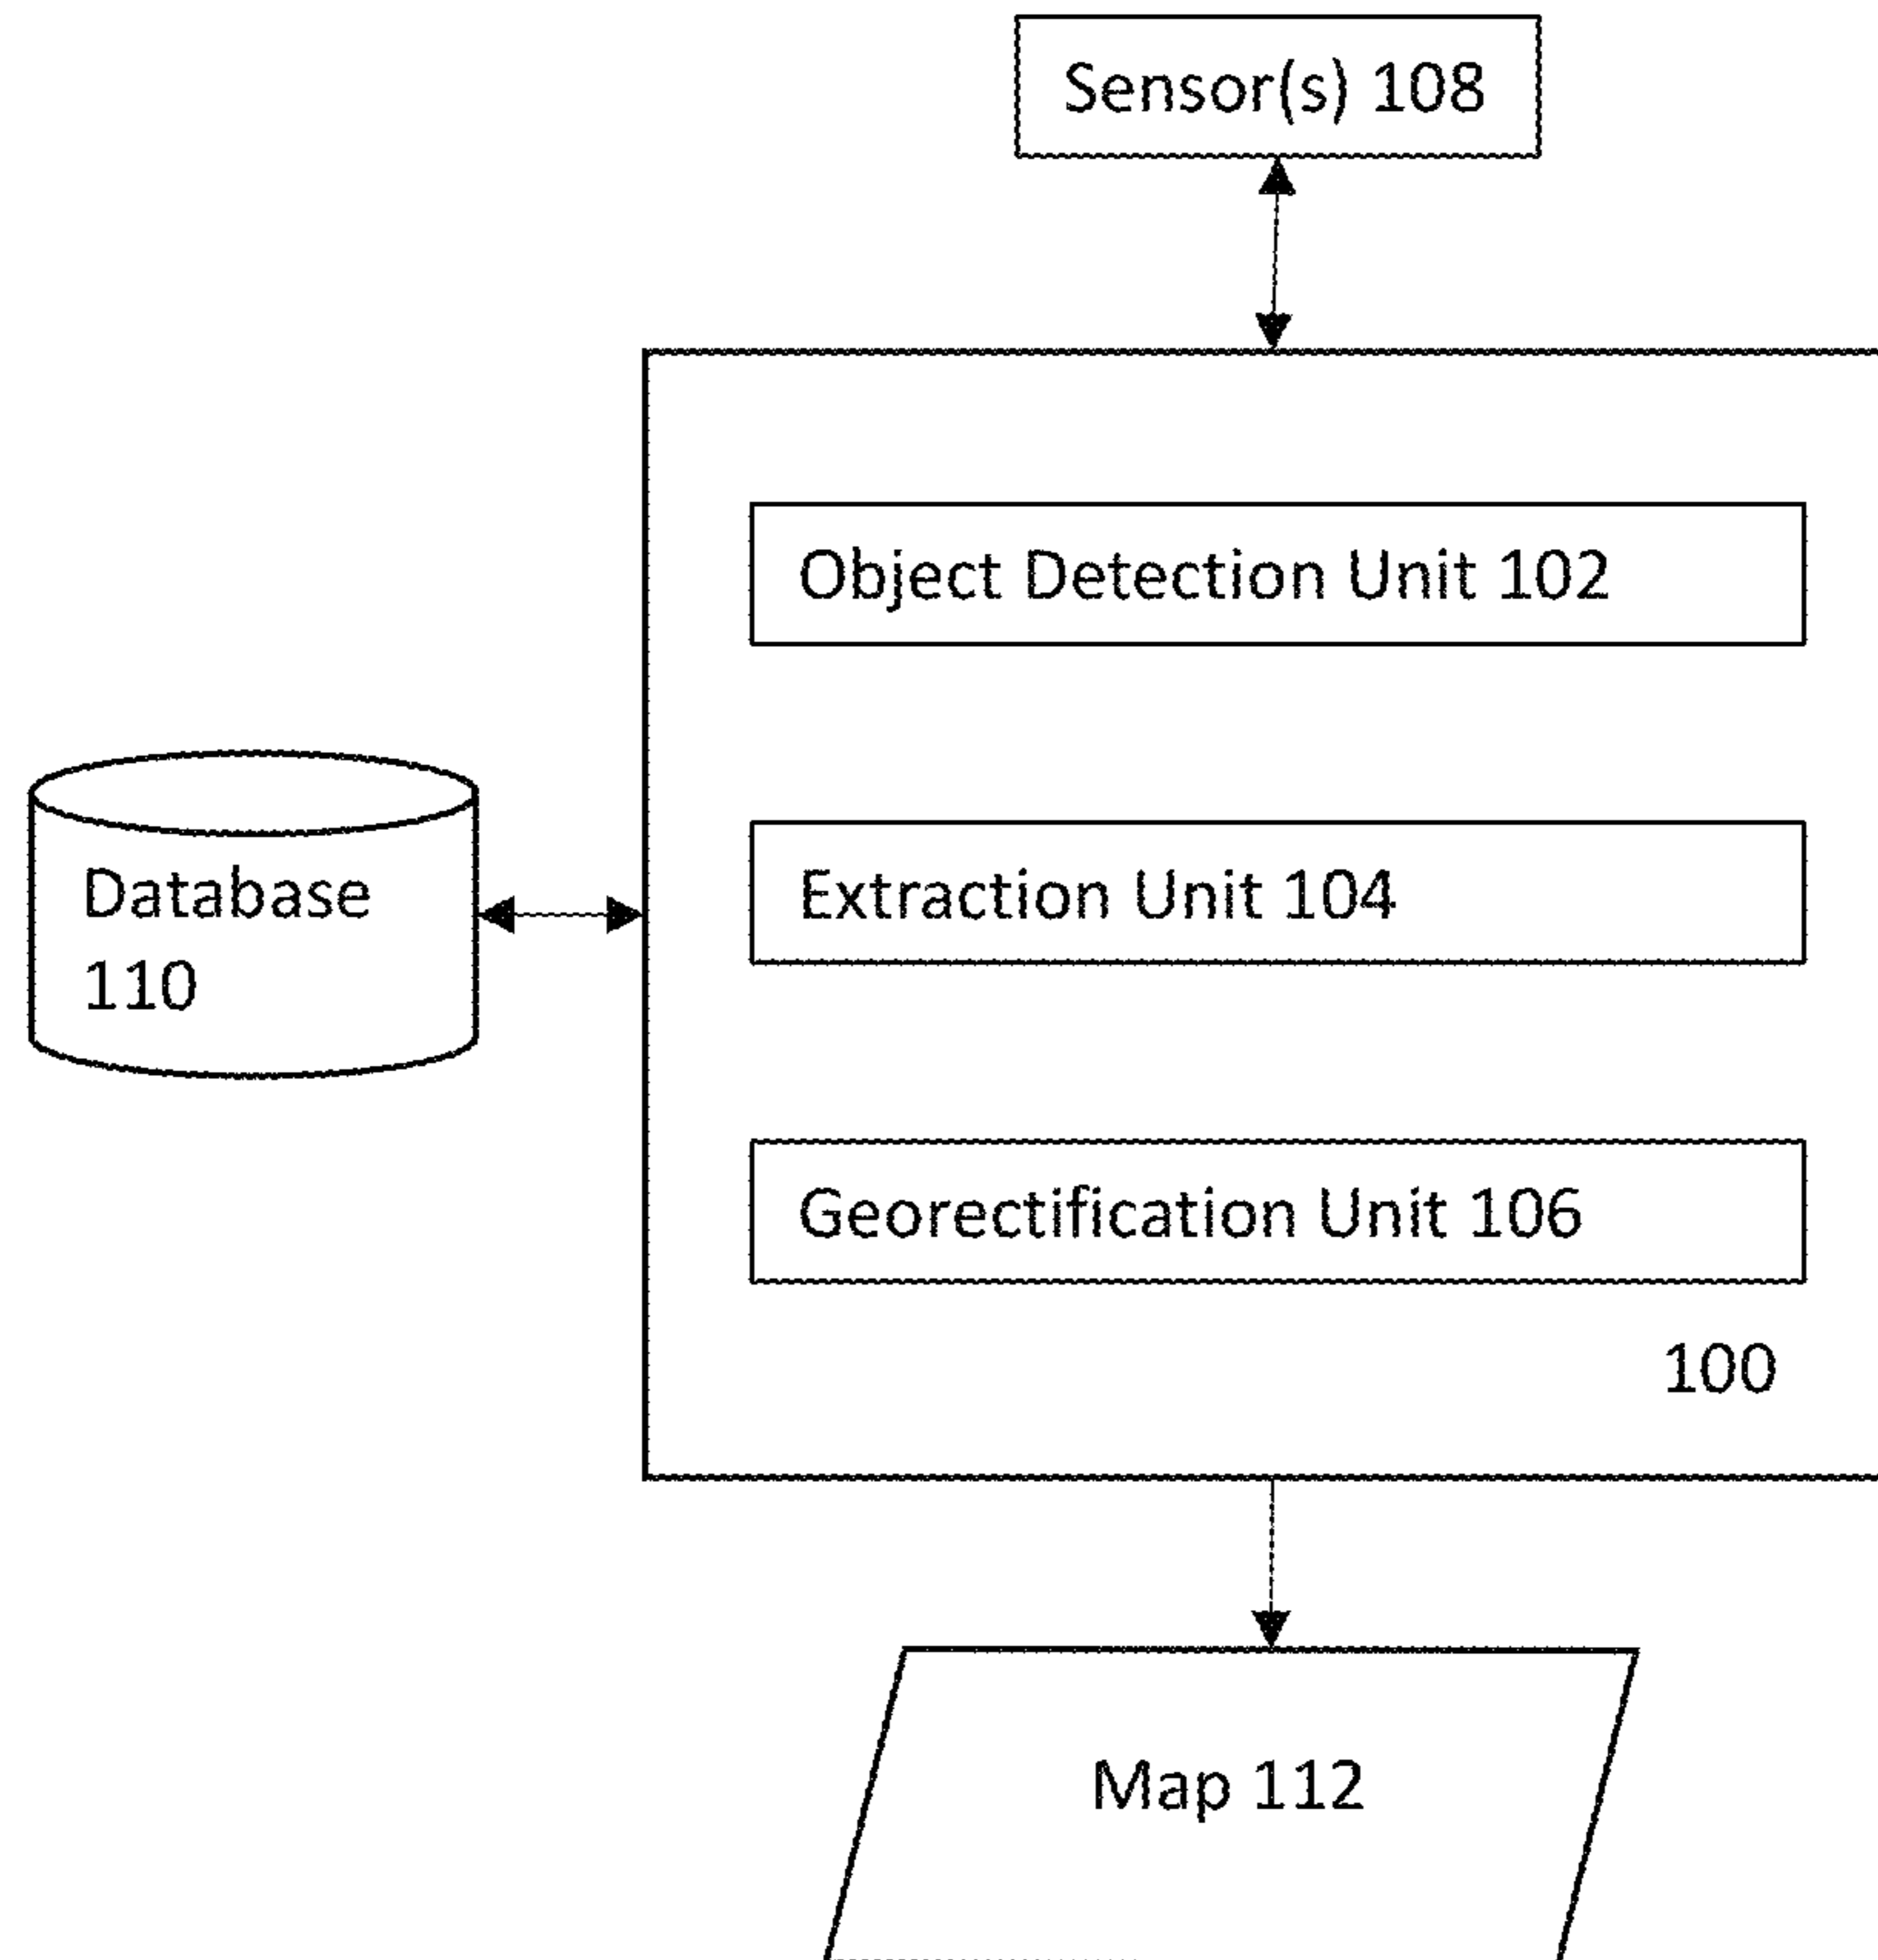 Sensor(s) 108
Object Detection Unit 102
Database
110
Extraction Unit 104
Georectification Unit 106
100
Map 112